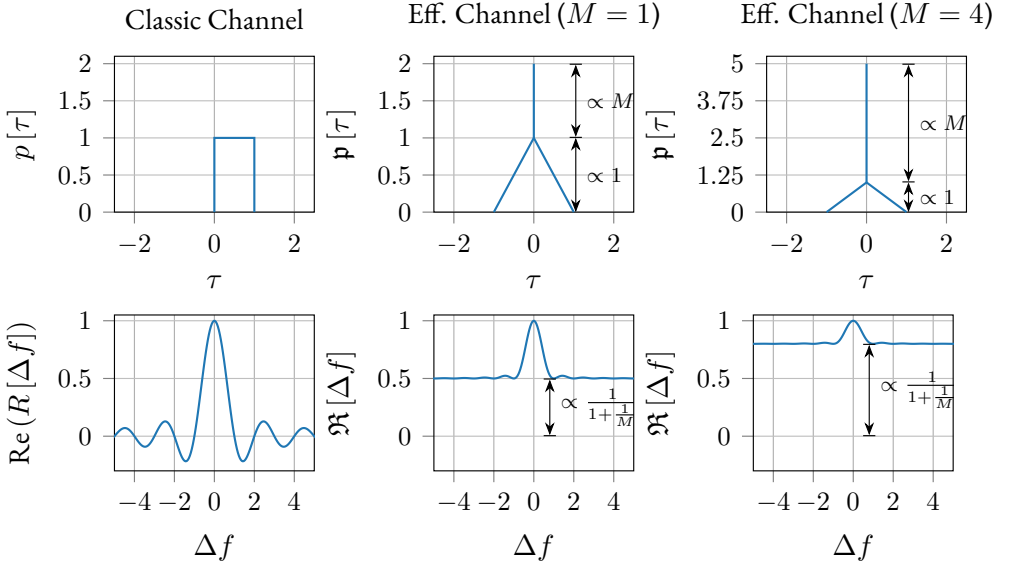 Classic Channel
Eff. Channel (M = 1)
Eff. Channel (M = 4)
p [τ]
2
1.5
1
0.5
0
−2 0 2
τ
𝔭 [τ]
2
1.5
1
0.5
0
∝ M
∝ 1
−2 0 2
τ
𝔭 [τ]
5
3.75
2.5
1.25
0
∝ M
∝ 1
−2 0 2
τ
Re (R [Δf])
1
0.5
0
−4 −2 0 2 4
Δf
ℜ [Δf]
1
0.5
0
∝ 1/(1+1/M)
−4 −2 0 2 4
Δf
ℜ [Δf]
1
0.5
0
∝ 1/(1+1/M)
−4 −2 0 2 4
Δf